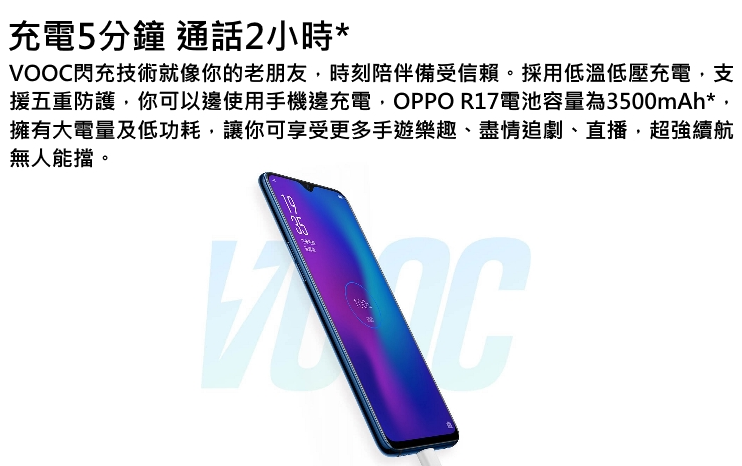 充電5分鐘 通話2小時*
VOOC閃充技術就像你的老朋友，時刻陪伴備受信賴。採用低溫低壓充電，支
援五重防護，你可以邊使用手機邊充電，OPPO R17電池容量為3500mAh*，
擁有大電量及低功耗，讓你可享受更多手遊樂趣、盡情追劇、直播，超強續航
無人能擋。
VOOC
19
35